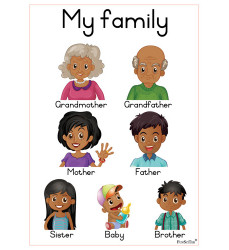 My family
Grandmother Grandfather
Mother Father
Sister Baby Brother